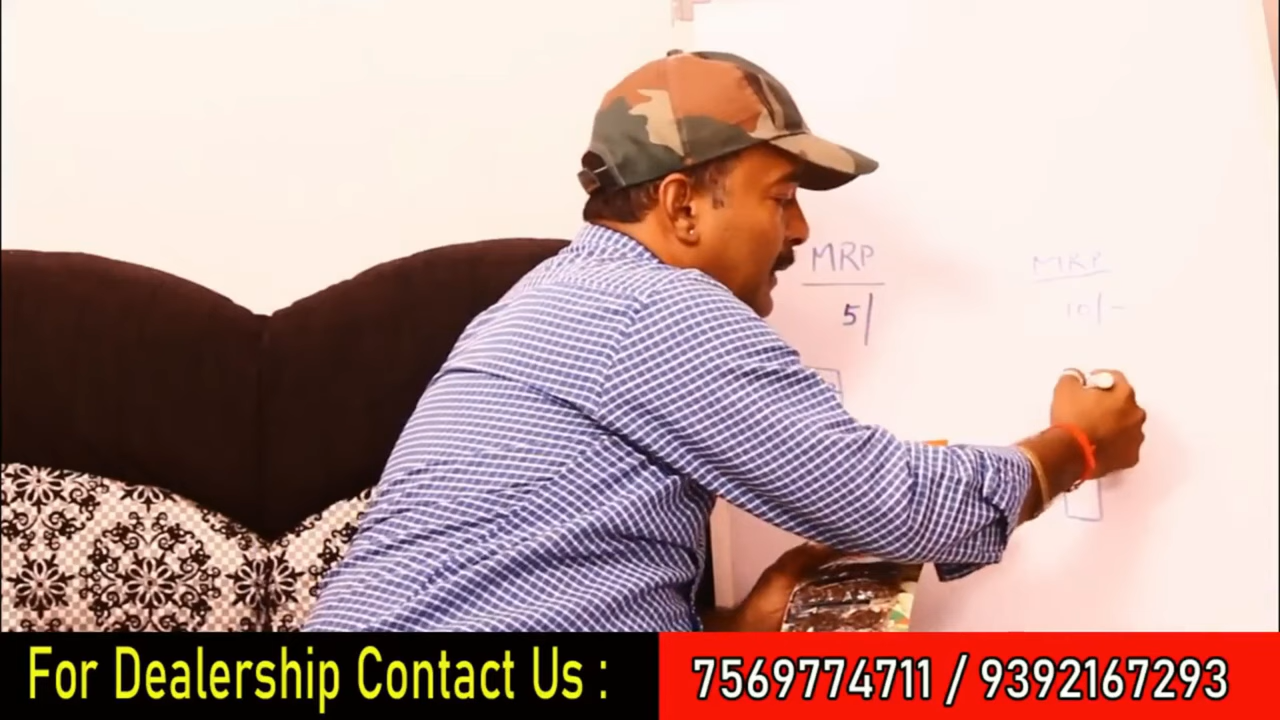 MRP
5/
MRP
10/-
For Dealership Contact Us :
7569774711 / 9392167293